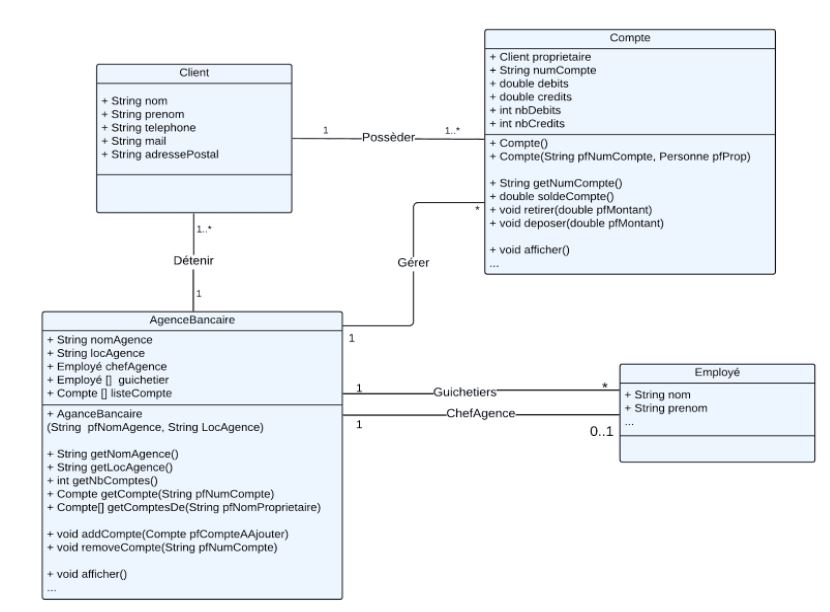 Client
+ String nom
+ String prenom
+ String telephone
+ String mail
+ String adressePostal
1
Possèder
1..*
Compte
+ Client proprietaire
+ String numCompte
+ double debits
+ double credits
+ int nbDebits
+ int nbCredits
+ Compte()
+ Compte(String pfNumCompte, Personne pfProp)
+ String getNumCompte()
+ double soldeCompte()
+ void retirer(double pfMontant)
+ void deposer(double pfMontant)
+ void afficher()
...
1..*
Détenir
1
*
Gérer
1
AgenceBancaire
+ String nomAgence
+ String locAgence
+ Employé chefAgence
+ Employé [] guichetier
+ Compte [] listeCompte
+ AganceBancaire
(String pfNomAgence, String LocAgence)
+ String getNomAgence()
+ String getLocAgence()
+ int getNbComptes()
+ Compte getCompte(String pfNumCompte)
+ Compte[] getComptesDe(String pfNomProprietaire)
+ void addCompte(Compte pfCompteAAjouter)
+ void removeCompte(String pfNumCompte)
+ void afficher()
...
1
Guichetiers
*
1
ChefAgence
0..1
Employé
+ String nom
+ String prenom
...